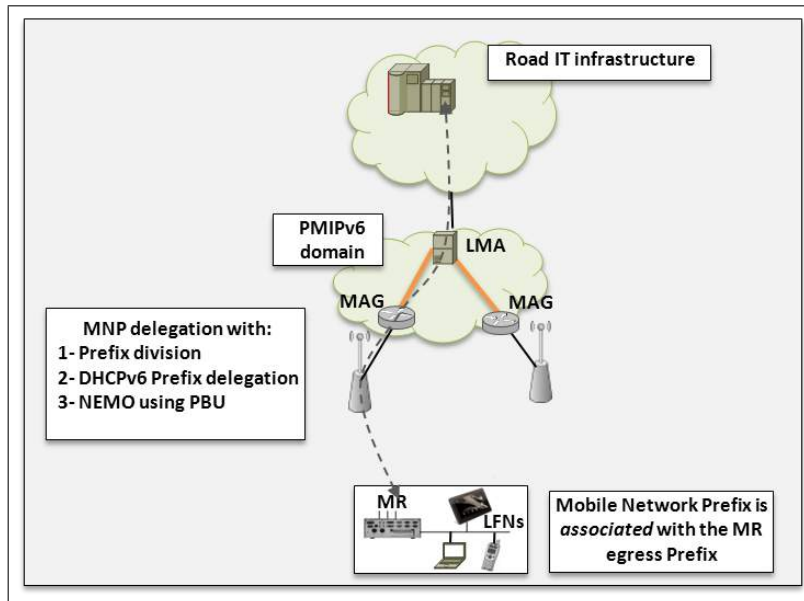 Road IT infrastructure
PMIPv6
domain
LMA
MAG
MAG
MNP delegation with:
1- Prefix division
2- DHCPv6 Prefix delegation
3- NEMO using PBU
MR
LFNs
Mobile Network Prefix is
associated with the MR
egress Prefix